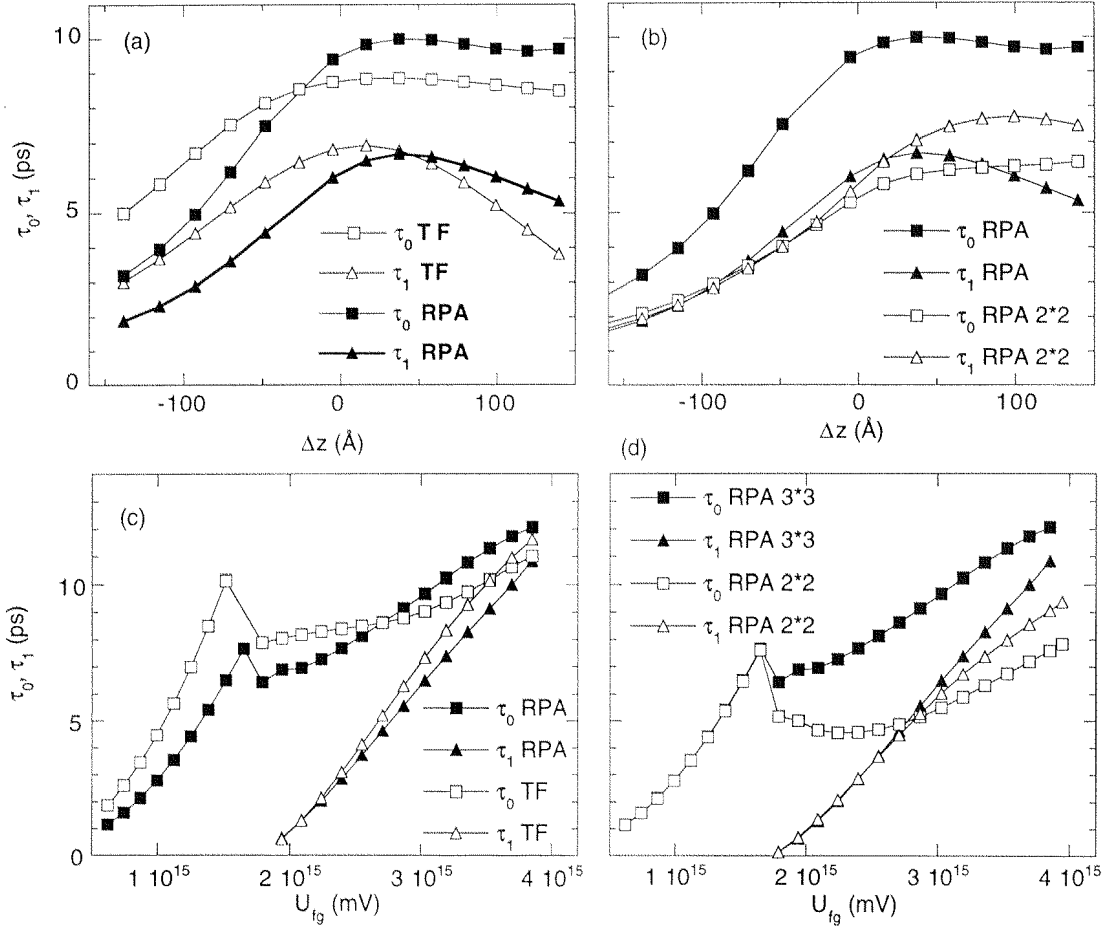 (a)
10
5
0
τ0, τ1 (ps)
τ0 TF
τ1 TF
τ0 RPA
τ1 RPA
-100
0
100
Δz (Å)
(b)
τ0 RPA
τ1 RPA
τ0 RPA 2*2
τ1 RPA 2*2
-100
0
100
Δz (Å)
(c)
10
5
0
τ0, τ1 (ps)
τ0 RPA
τ1 RPA
τ0 TF
τ1 TF
1 10^15
2 10^15
3 10^15
4 10^15
Ufg (mV)
(d)
τ0 RPA 3*3
τ1 RPA 3*3
τ0 RPA 2*2
τ1 RPA 2*2
1 10^15
2 10^15
3 10^15
4 10^15
Ufg (mV)